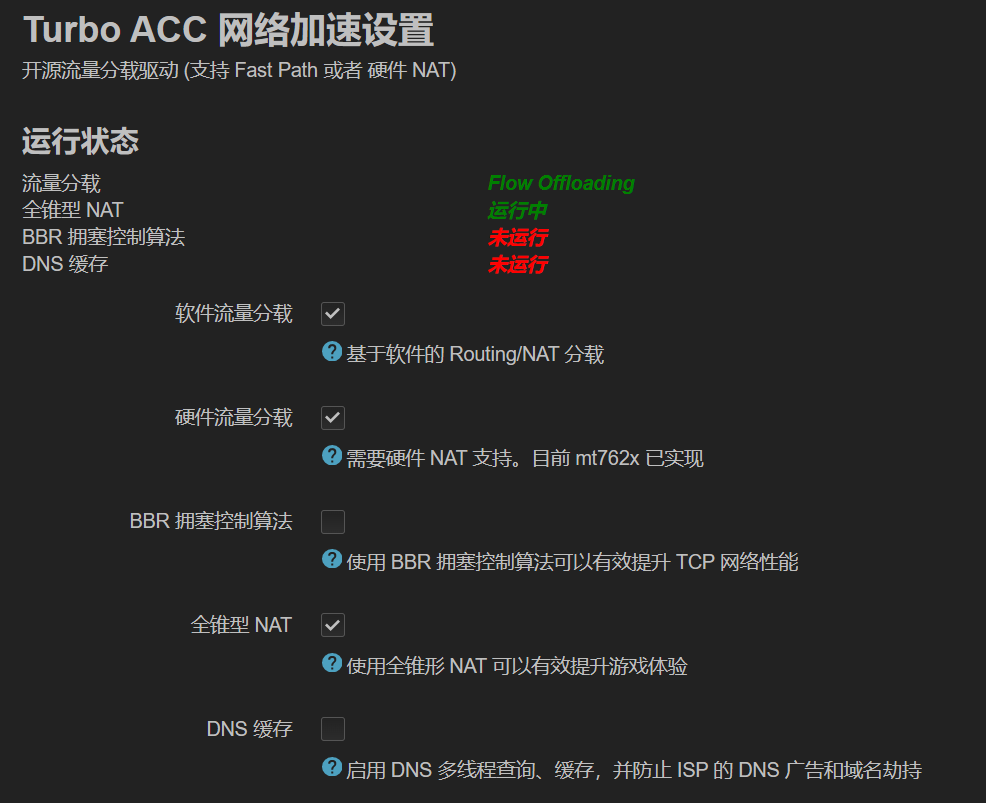 Turbo ACC 网络加速设置
开源流量分载驱动 (支持 Fast Path 或者 硬件 NAT)
运行状态
流量分载 Flow Offloading
全锥型 NAT 运行中
BBR 拥塞控制算法 未运行
DNS 缓存 未运行
软件流量分载
基于软件的 Routing/NAT 分载
硬件流量分载
需要硬件 NAT 支持。目前 mt762x 已实现
BBR 拥塞控制算法
使用 BBR 拥塞控制算法可以有效提升 TCP 网络性能
全锥型 NAT
使用全锥形 NAT 可以有效提升游戏体验
DNS 缓存
启用 DNS 多线程查询、缓存，并防止 ISP 的 DNS 广告和域名劫持